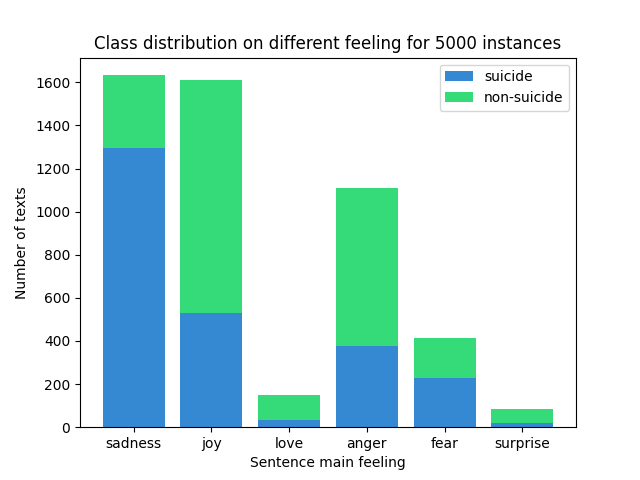 Class distribution on different feeling for 5000 instances
suicide
non-suicide
1600
1400
1200
1000
800
600
400
200
0
Number of texts
sadness joy love anger fear surprise
Sentence main feeling